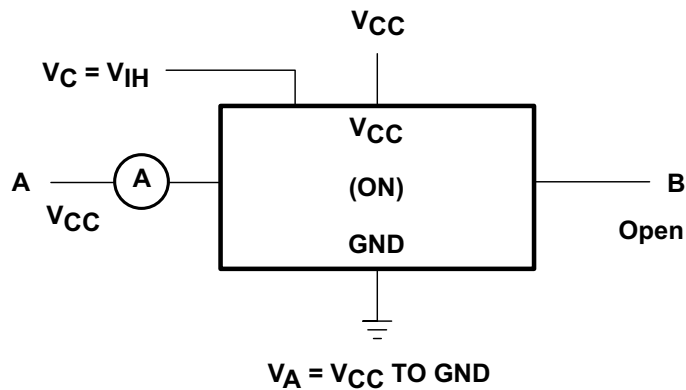 VCC
VC = VIH
VCC
A
A
(ON)
B
VCC
Open
GND
VA = VCC TO GND